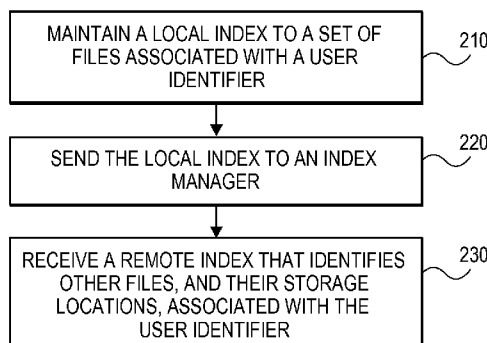 MAINTAIN A LOCAL INDEX TO A SET OF
FILES ASSOCIATED WITH A USER
IDENTIFIER
210
SEND THE LOCAL INDEX TO AN INDEX
MANAGER
220
RECEIVE A REMOTE INDEX THAT IDENTIFIES
OTHER FILES, AND THEIR STORAGE
LOCATIONS, ASSOCIATED WITH THE
USER IDENTIFIER
230